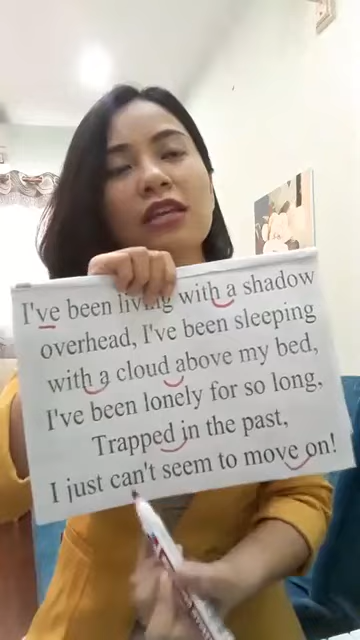 I've been living with a shadow
overhead, I've been sleeping
with a cloud above my bed,
I've been lonely for so long,
Trapped in the past,
I just can't seem to move on!